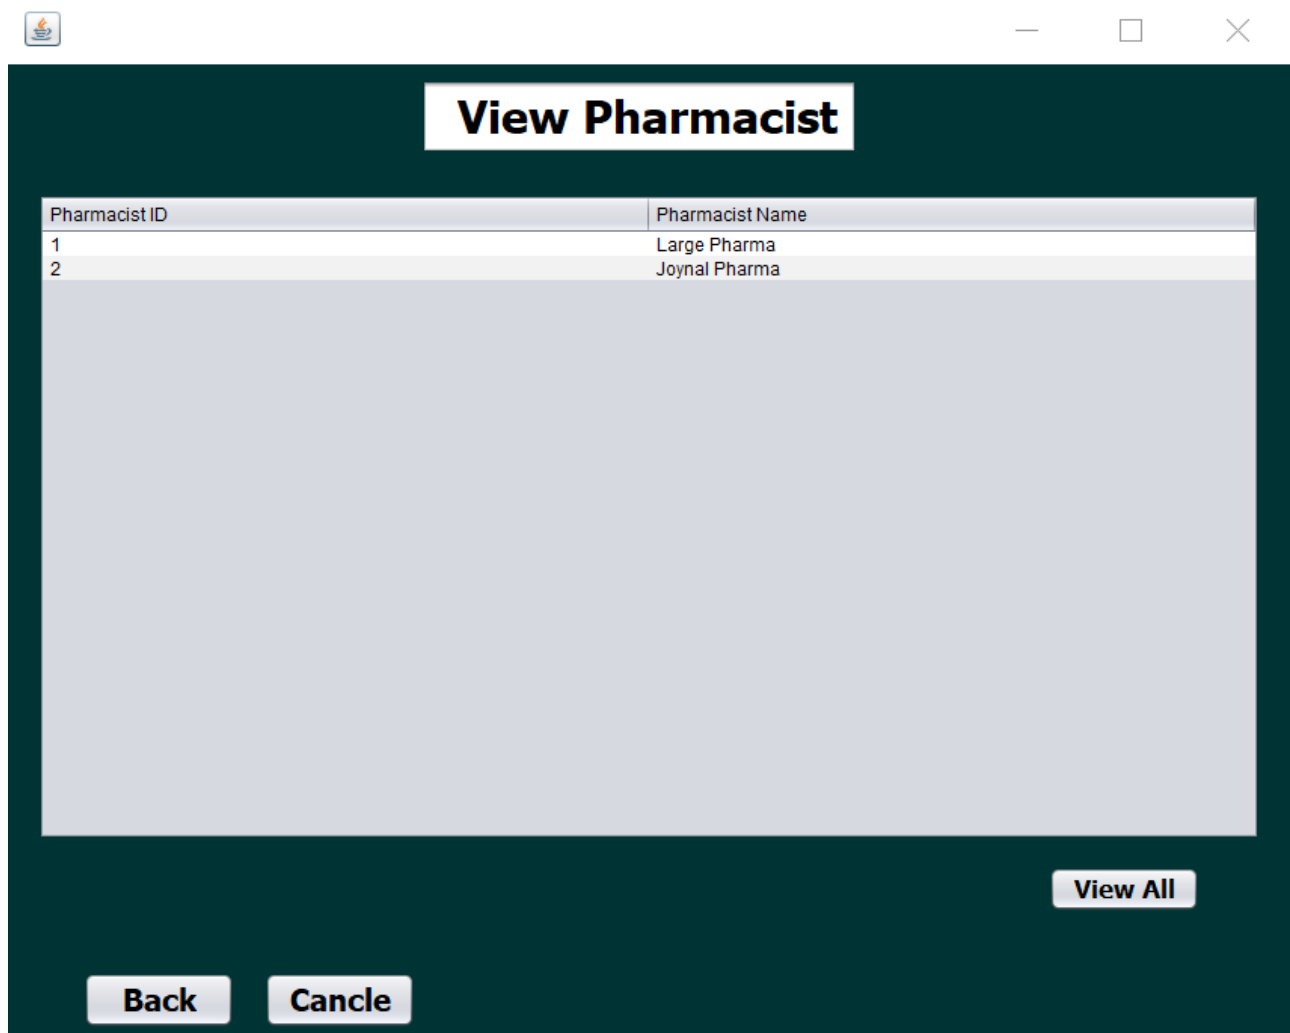 View Pharmacist
Pharmacist ID Pharmacist Name
1 Large Pharma
2 Joynal Pharma
View All
Back Cancle